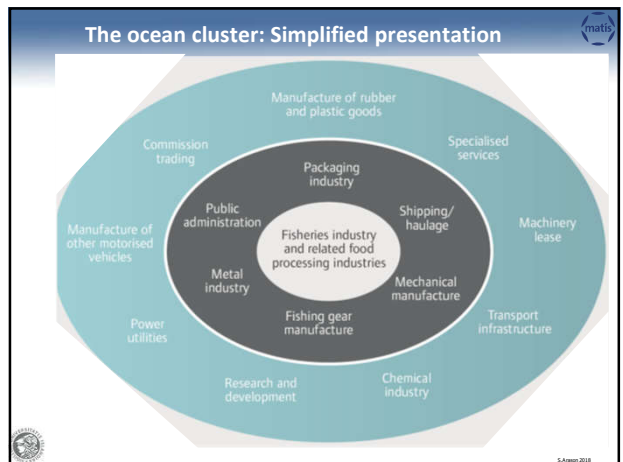 The ocean cluster: Simplified presentation
matis
Manufacture of rubber
and plastic goods
Commission
trading
Specialised
services
Packaging
industry
Public
administration
Shipping/
haulage
Manufacture of
other motorised
vehicles
Fisheries industry
and related food
processing industries
Machinery
lease
Metal
industry
Mechanical
manufacture
Fishing gear
manufacture
Power
utilities
Transport
infrastructure
Research and
development
Chemical
industry
S.Arason 2018